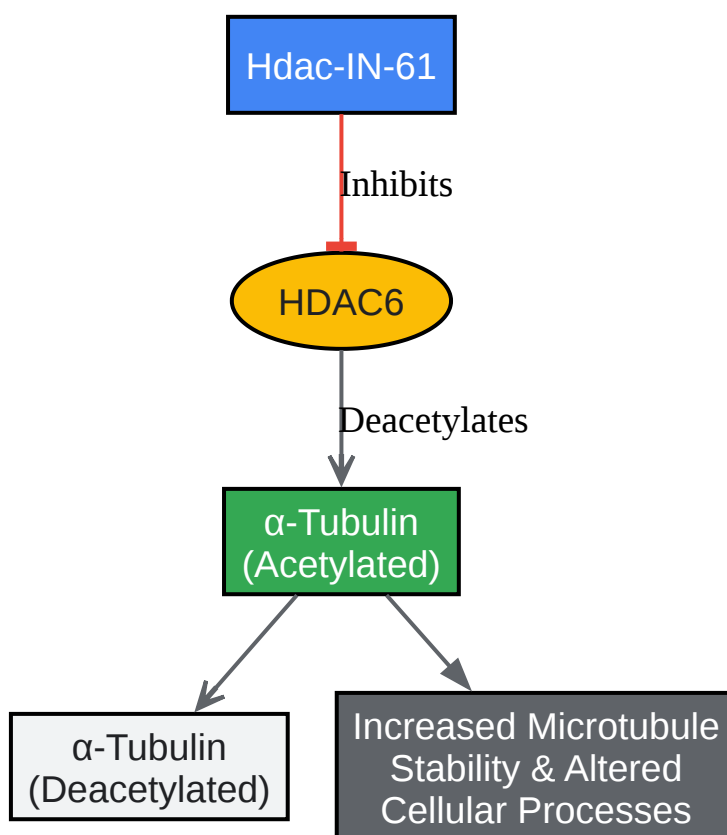 Hdac-IN-61
Inhibits
HDAC6
Deacetylates
α-Tubulin
(Acetylated)
α-Tubulin
(Deacetylated)
Increased Microtubule
Stability & Altered
Cellular Processes